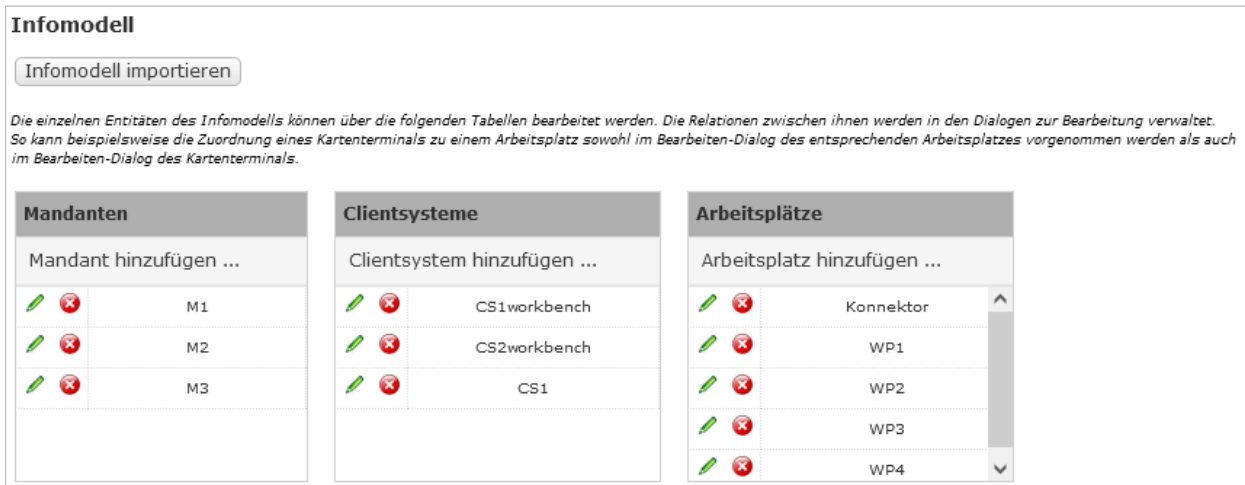 Infomodell
Infomodell importieren
Die einzelnen Entitäten des Infomodells können über die folgenden Tabellen bearbeitet werden. Die Relationen zwischen ihnen werden in den Dialogen zur Bearbeitung verwaltet.
So kann beispielsweise die Zuordnung eines Kartenterminals zu einem Arbeitsplatz sowohl im Bearbeiten-Dialog des entsprechenden Arbeitsplatzes vorgenommen werden als auch
im Bearbeiten-Dialog des Kartenterminals.
Mandanten
Mandant hinzufügen ...
M1
M2
M3
Clientsysteme
Clientsystem hinzufügen ...
CS1workbench
CS2workbench
CS1
Arbeitsplätze
Arbeitsplatz hinzufügen ...
Konnektor
WP1
WP2
WP3
WP4